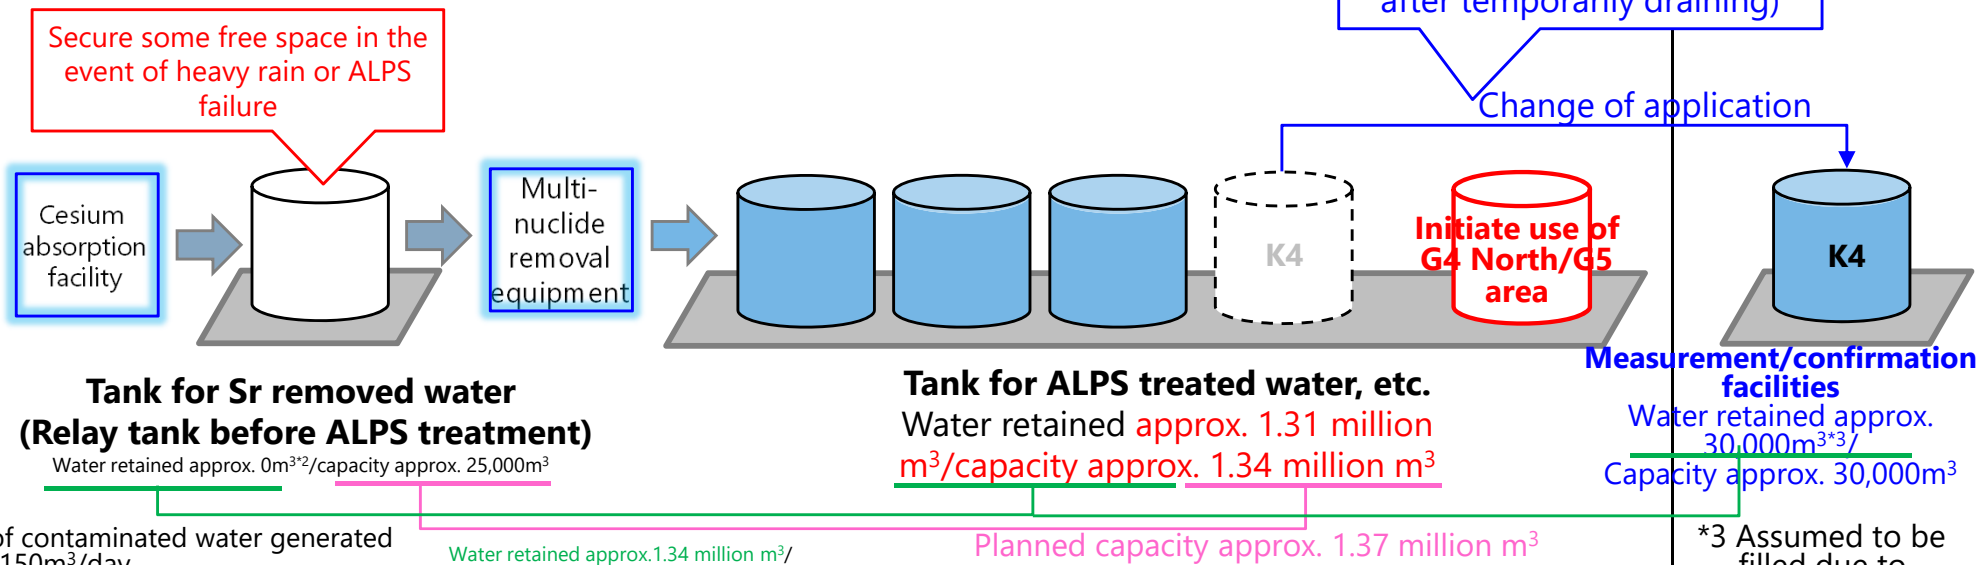 after temporarily draining)
Secure some free space in the
event of heavy rain or ALPS
failure
Change of application
Cesium
absorption
facility
Multi-
nuclide
removal
equipment
K4
Initiate use of
G4 North/G5
area
K4
Tank for Sr removed water
(Relay tank before ALPS treatment)
Water retained approx. 0m³*²/capacity approx. 25,000m³
Tank for ALPS treated water, etc.
Water retained approx. 1.31 million
m³/capacity approx. 1.34 million m³
Measurement/confirmation
facilities
Water retained approx.
30,000m³*³/
Capacity approx. 30,000m³
of contaminated water generated
150m³/day
Water retained approx.1.34 million m³/
Planned capacity approx. 1.37 million m³
*3 Assumed to be
filled due to